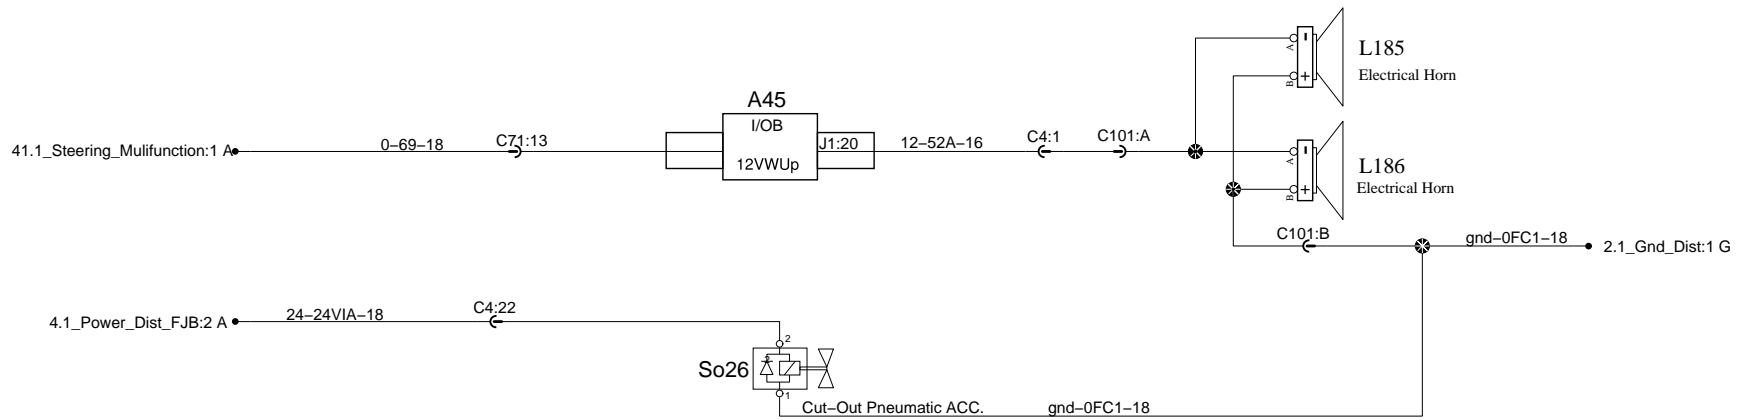 L185
Electrical Horn
A
-
B
+
A45
I/OB
12VWUp
J1:20
41.1_Steering_Mulifunction:1 A
0-69-18
C71:13
12-52A-16
C4:1
C101:A
L186
Electrical Horn
A
-
B
+
C101:B
gnd-0FC1-18
2.1_Gnd_Dist:1 G
4.1_Power_Dist_FJB:2 A
24-24VIA-18
C4:22
2
So26
1
Cut-Out Pneumatic ACC.
gnd-0FC1-18